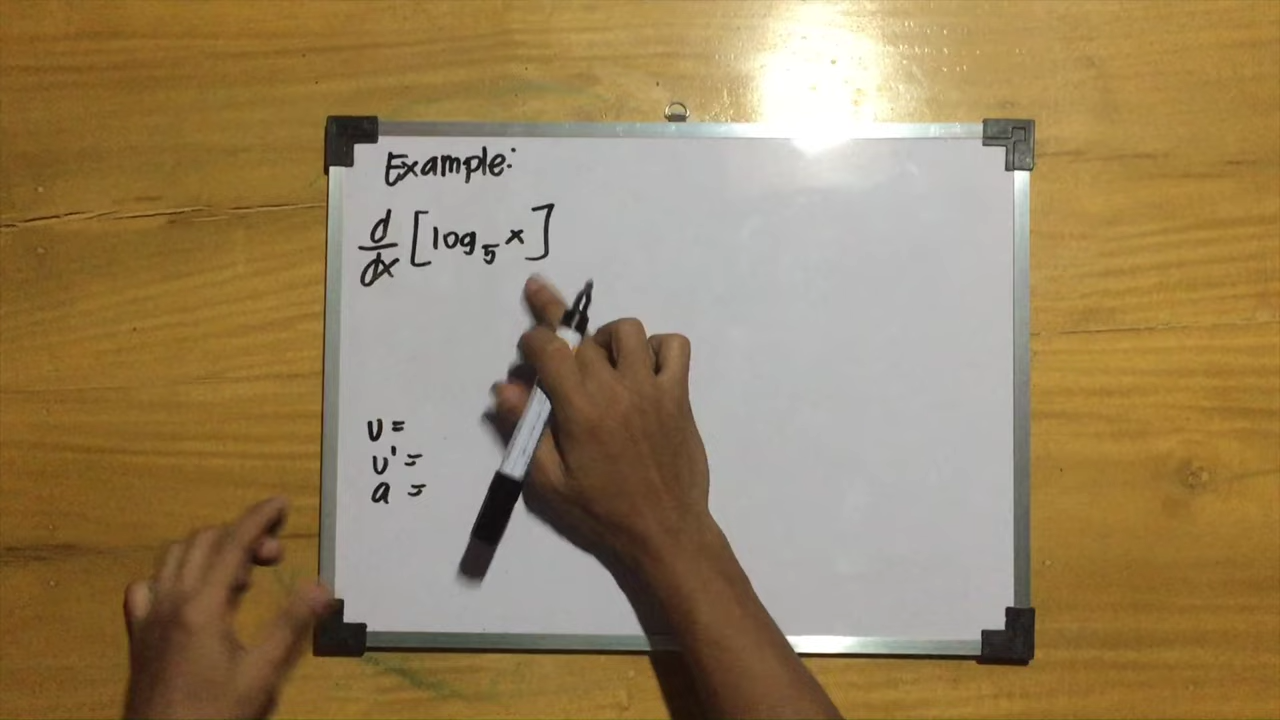 Example:
d/dx [log₅ x]
u =
u' =
a =